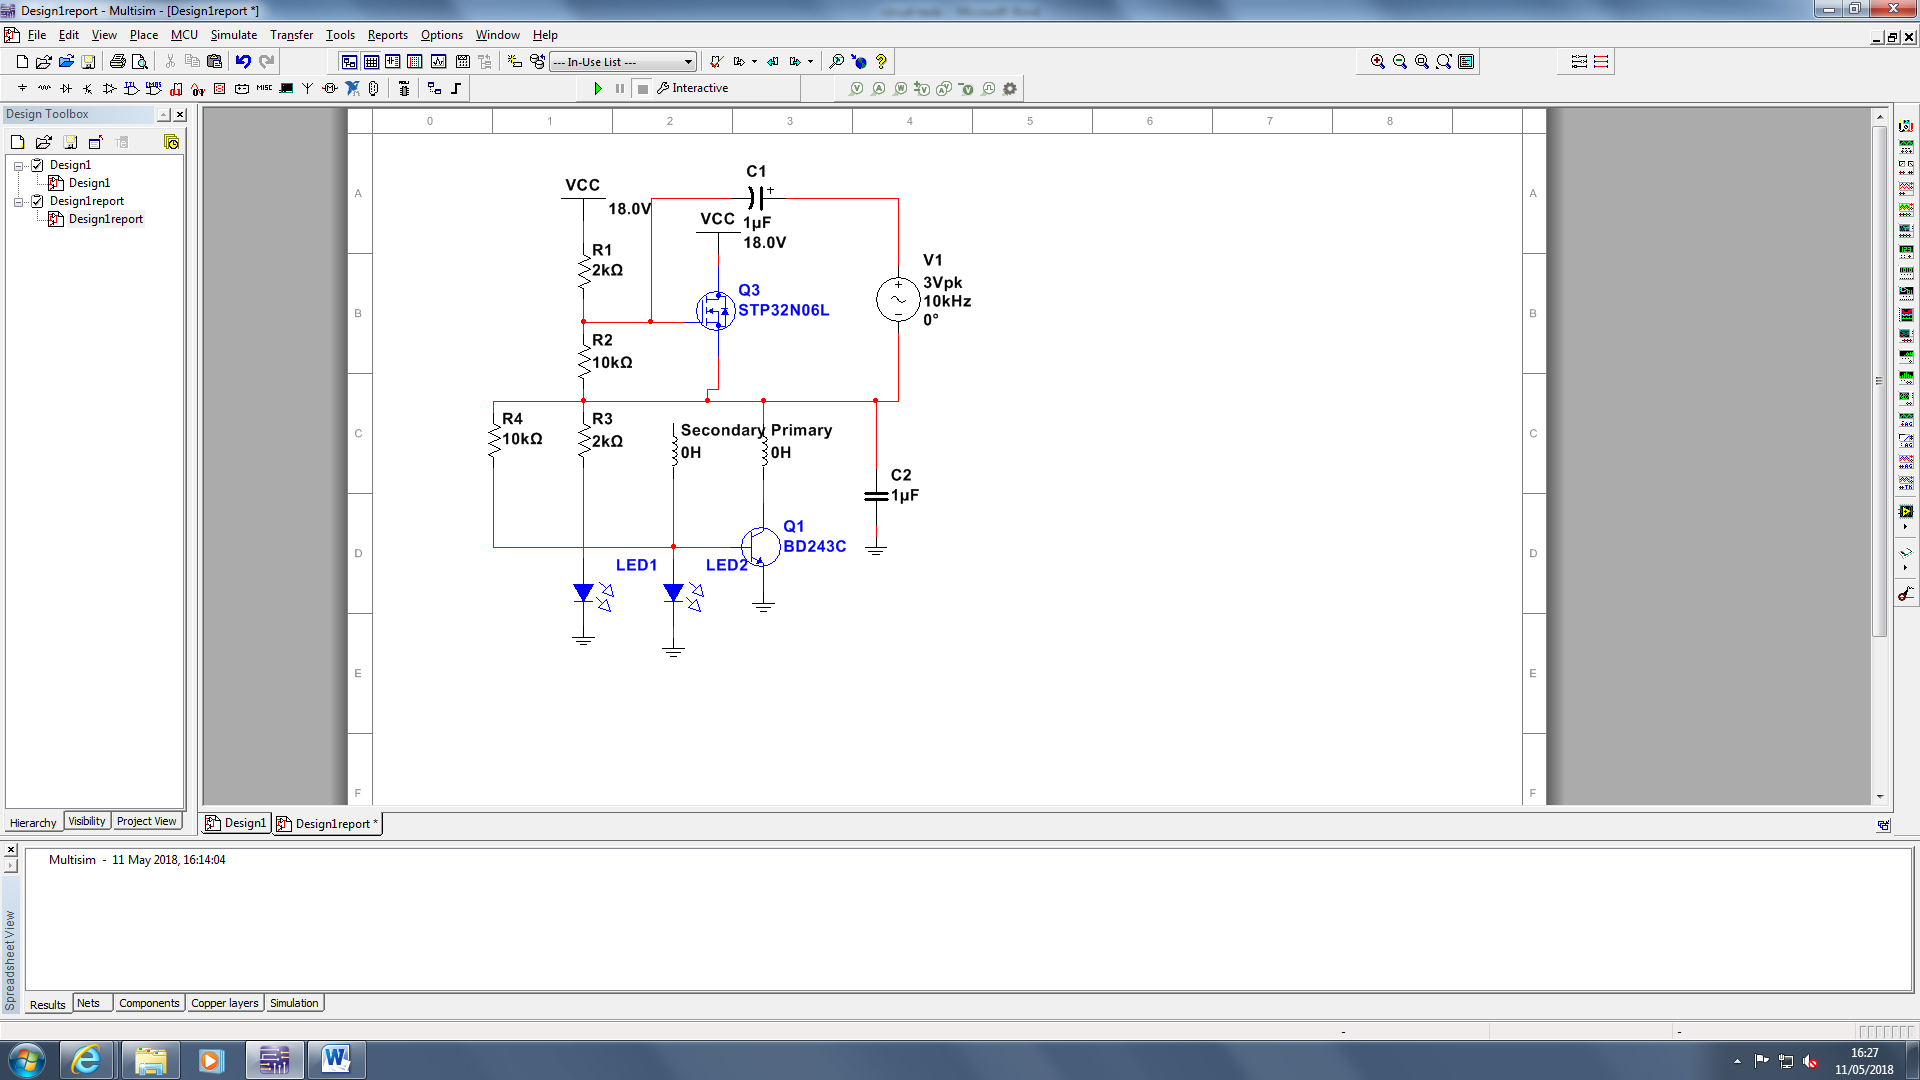 Design1report - Multisim - [Design1report *]
File Edit View Place MCU Simulate Transfer Tools Reports Options Window Help
--- In-Use List ---
Interactive
Design Toolbox
Design1
Design1
Design1report
Design1report
Hierarchy Visibility Project View
0 1 2 3 4 5 6 7 8
A A
B B
C C
D D
E E
F F
VCC
18.0V
C1
1µF
VCC
18.0V
R1
2kΩ
Q3
STP32N06L
V1
3Vpk
10kHz
0°
R2
10kΩ
R4
10kΩ
R3
2kΩ
Secondary
0H
Primary
0H
C2
1µF
Q1
BD243C
LED1
LED2
Design1 Design1report *
Multisim - 11 May 2018, 16:14:04
Spreadsheet View
Results Nets Components Copper layers Simulation
- -
16:27
11/05/2018